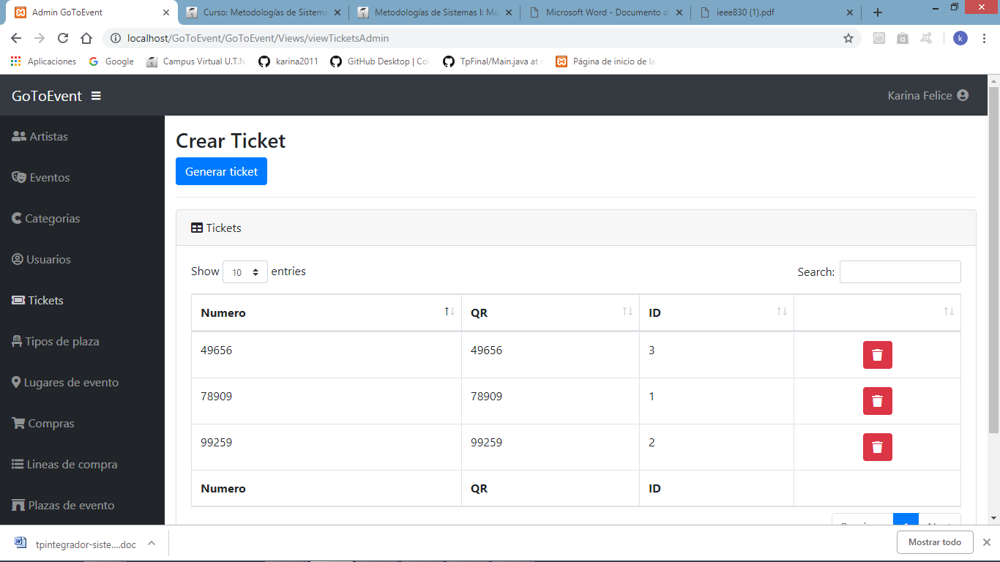 Admin GoToEvent
Curso: Metodologías de Sistema
Metodologías de Sistemas I: Mo
Microsoft Word - Documento d
ieee830 (1).pdf
localhost/GoToEvent/GoToEvent/Views/viewTicketsAdmin
k
Aplicaciones
Google
Campus Virtual U.T.N
karina2011
GitHub Desktop | Co
TpFinal/Main.java at
Página de inicio de la
GoToEvent
Karina Felice
Artistas
Eventos
Categorias
Usuarios
Tickets
Tipos de plaza
Lugares de evento
Compras
Lineas de compra
Plazas de evento
Crear Ticket
Generar ticket
Tickets
Show 10 entries
Search:
Numero QR ID
49656 49656 3
78909 78909 1
99259 99259 2
Numero QR ID
tpintegrador-siste....doc
Mostrar todo